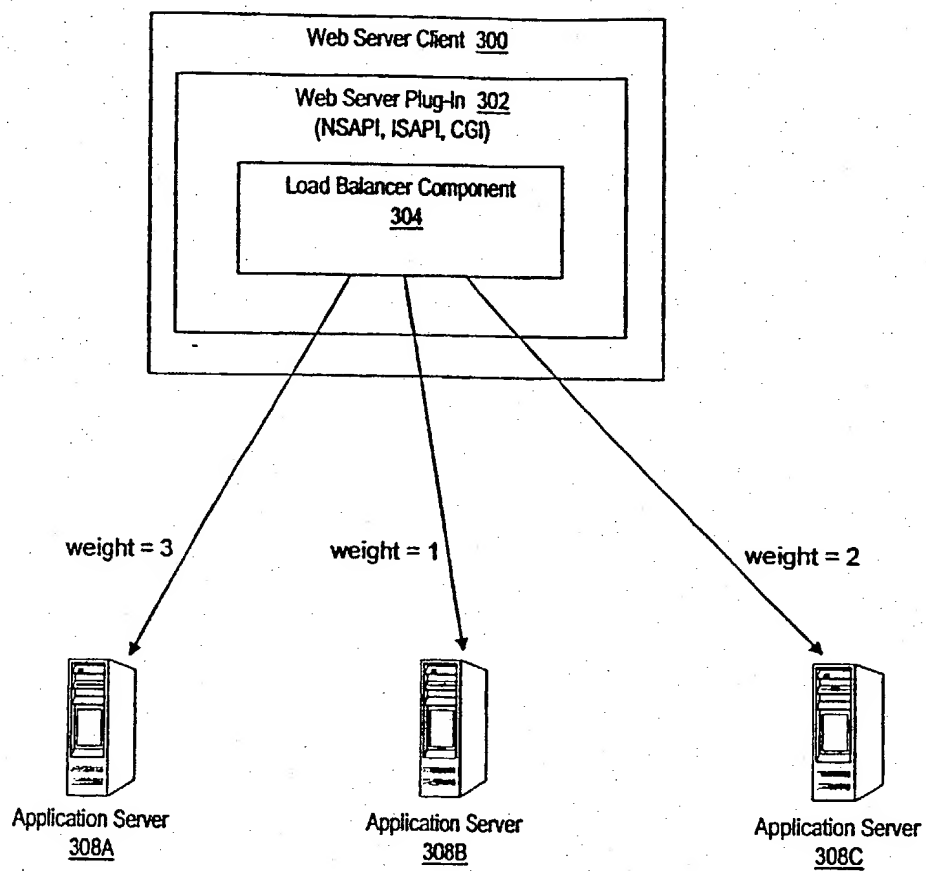 Web Server Client 300
Web Server Plug-In 302
(NSAPI, ISAPI, CGI)
Load Balancer Component
304
weight = 3
weight = 1
weight = 2
Application Server
308A
Application Server
308B
Application Server
308C